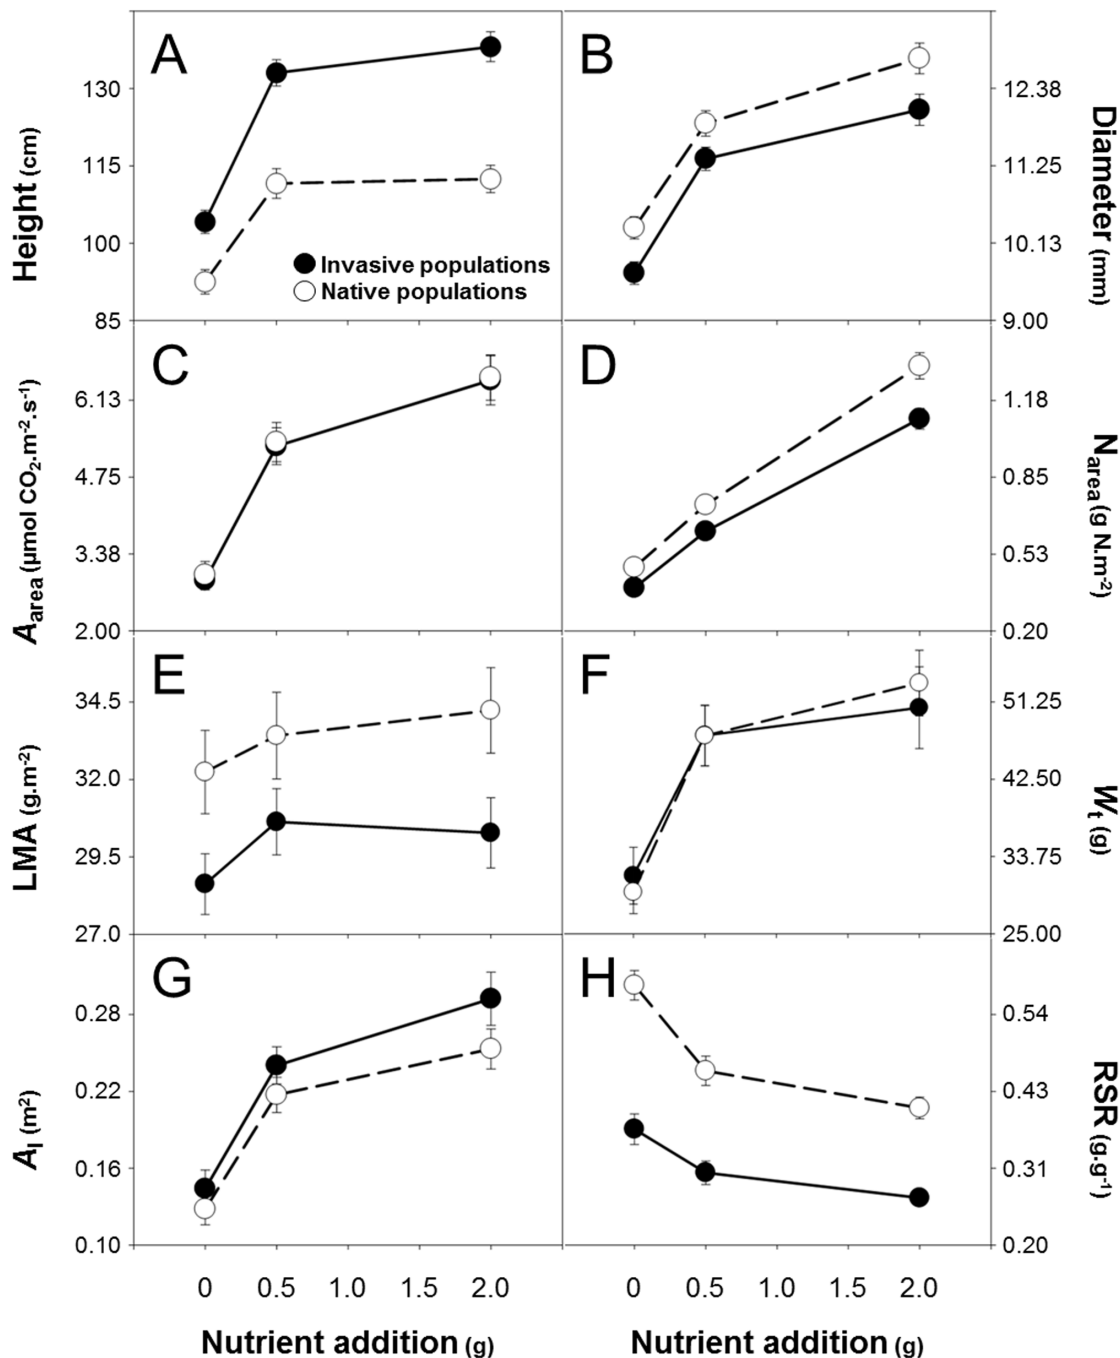 A
B
130
115
100
85
Height (cm)
Invasive populations
Native populations
12.38
11.25
10.13
9.00
Diameter (mm)
C
D
6.13
4.75
3.38
2.00
Aarea (µmol CO2.m-2.s-1)
1.18
0.85
0.53
0.20
Narea (g N.m-2)
E
F
34.5
32.0
29.5
27.0
LMA (g.m-2)
51.25
42.50
33.75
25.00
Wt (g)
G
H
0.28
0.22
0.16
0.10
Al (m2)
0.54
0.43
0.31
0.20
RSR (g.g-1)
0 0.5 1.0 1.5 2.0
0 0.5 1.0 1.5 2.0
Nutrient addition (g)
Nutrient addition (g)